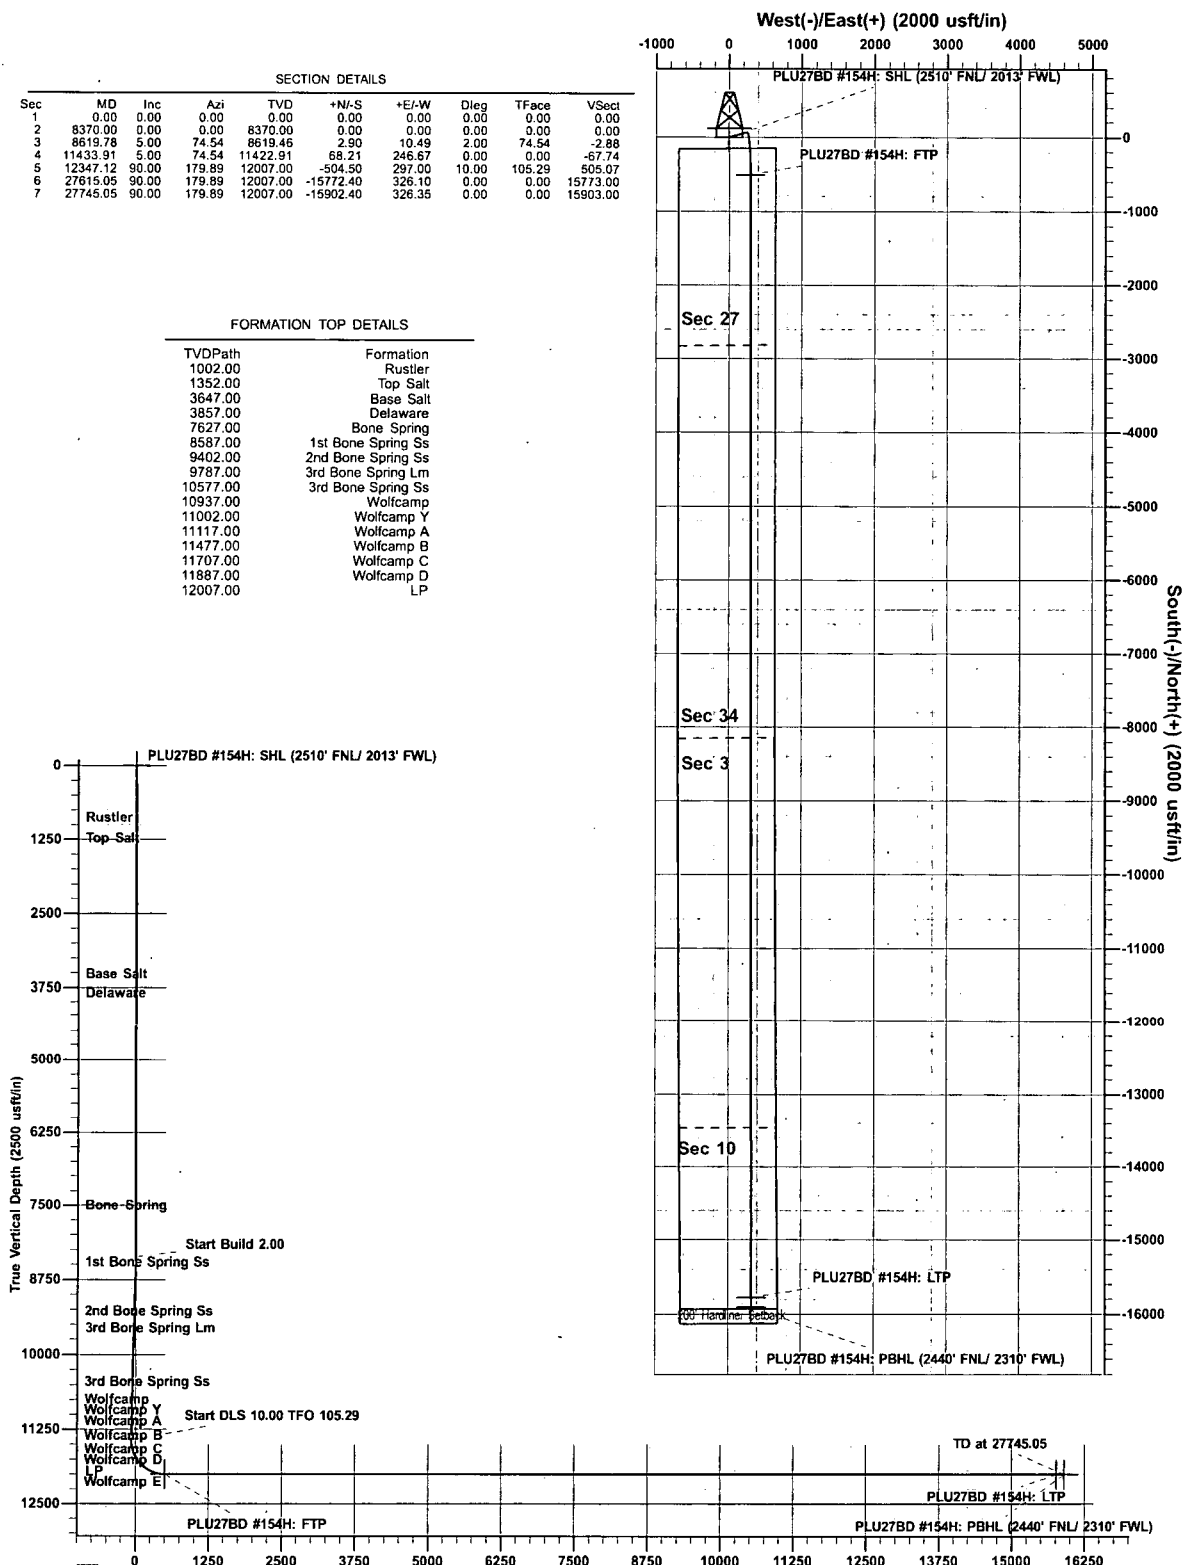 SECTION DETAILS
Sec MD Inc Azi TVD +N/-S +E/-W Dleg TFace VSect
1 0.00 0.00 0.00 0.00 0.00 0.00 0.00 0.00 0.00
2 8370.00 0.00 0.00 8370.00 0.00 0.00 0.00 0.00 0.00
3 8619.78 5.00 74.54 8619.46 2.90 10.49 2.00 74.54 -2.88
4 11433.91 5.00 74.54 11422.91 68.21 246.67 0.00 0.00 -67.74
5 12347.12 90.00 179.89 12007.00 -504.50 297.00 10.00 105.29 505.07
6 27615.05 90.00 179.89 12007.00 -15772.40 326.10 0.00 0.00 15773.00
7 27745.05 90.00 179.89 12007.00 -15902.40 326.35 0.00 0.00 15903.00
FORMATION TOP DETAILS
TVDPath Formation
1002.00 Rustler
1352.00 Top Salt
3647.00 Base Salt
3857.00 Delaware
7627.00 Bone Spring
8587.00 1st Bone Spring Ss
9402.00 2nd Bone Spring Ss
9787.00 3rd Bone Spring Lm
10577.00 3rd Bone Spring Ss
10937.00 Wolfcamp
11002.00 Wolfcamp Y
11117.00 Wolfcamp A
11477.00 Wolfcamp B
11707.00 Wolfcamp C
11887.00 Wolfcamp D
12007.00 LP
West(-)/East(+) (2000 usft/in)
-1000 0 1000 2000 3000 4000 5000
PLU27BD #154H: SHL (2510' FNL/ 2013' FWL)
0
PLU27BD #154H: FTP
-1000
-2000
Sec 27
-3000
-4000
-5000
-6000
-7000
Sec 34
-8000
Sec 3
-9000
-10000
-11000
-12000
-13000
Sec 10
-14000
-15000
PLU27BD #154H: LTP
-16000
Hardliner Setback
PLU27BD #154H: PBHL (2440' FNL/ 2310' FWL)
South(-)/North(+) (2000 usft/in)
PLU27BD #154H: SHL (2510' FNL/ 2013' FWL)
0
Rustler
1250
Top Salt
2500
Base Salt
3750
Delaware
5000
6250
7500
Bone Spring
Start Build 2.00
1st Bone Spring Ss
8750
2nd Bone Spring Ss
3rd Bone Spring Lm
10000
3rd Bone Spring Ss
Wolfcamp
Wolfcamp Y
Wolfcamp A
Start DLS 10.00 TFO 105.29
11250
Wolfcamp B
Wolfcamp C
Wolfcamp D
LP
Wolfcamp E
TD at 27745.05
12500
PLU27BD #154H: LTP
PLU27BD #154H: FTP
PLU27BD #154H: PBHL (2440' FNL/ 2310' FWL)
True Vertical Depth (2500 usft/in)
0 1250 2500 3750 5000 6250 7500 8750 10000 11250 12500 13750 15000 16250